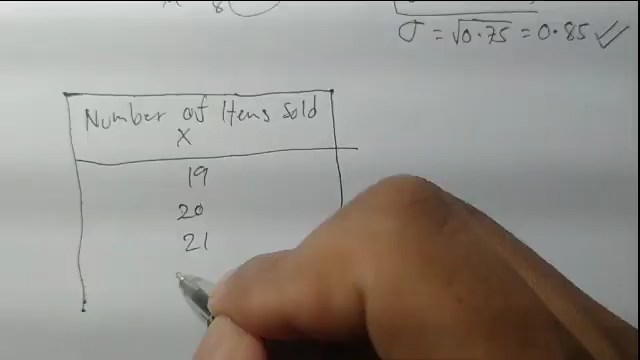 σ = √0.75 = 0.85 ✓
Number of Items Sold
X
19
20
21